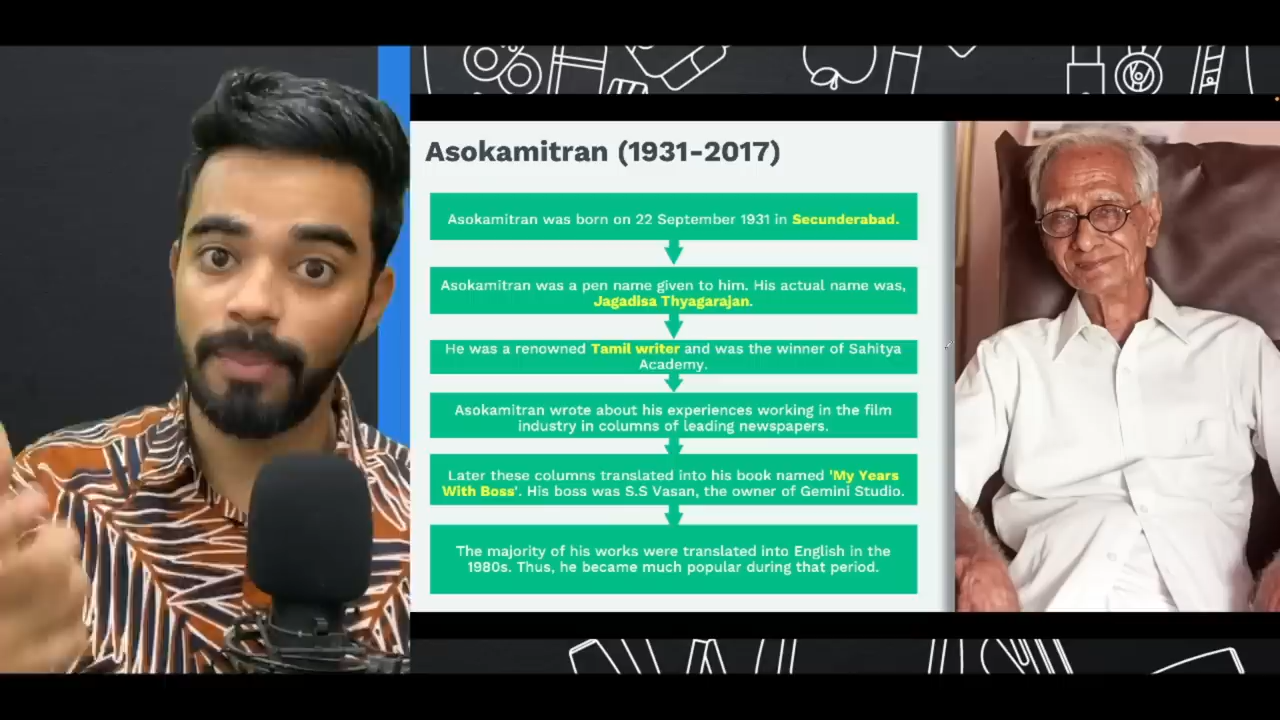 Asokamitran (1931-2017)
Asokamitran was born on 22 September 1931 in Secunderabad.
Asokamitran was a pen name given to him. His actual name was,
Jagadisa Thyagarajan.
He was a renowned Tamil writer and was the winner of Sahitya
Academy.
Asokamitran wrote about his experiences working in the film
industry in columns of leading newspapers.
Later these columns translated into his book named 'My Years
With Boss'. His boss was S.S Vasan, the owner of Gemini Studio.
The majority of his works were translated into English in the
1980s. Thus, he became much popular during that period.